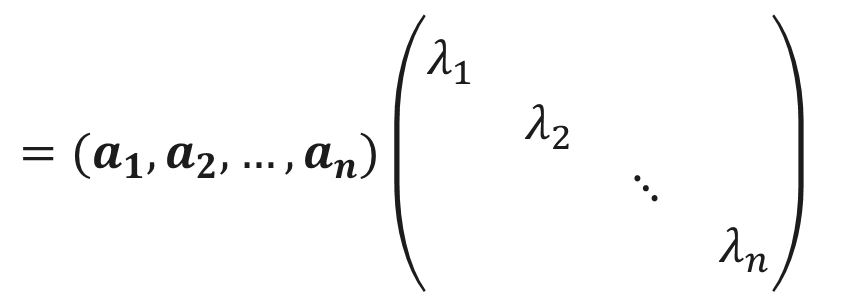 λ₁
λ₂
= (𝒂₁, 𝒂₂, …, 𝒂ₙ)
⋱
λₙ